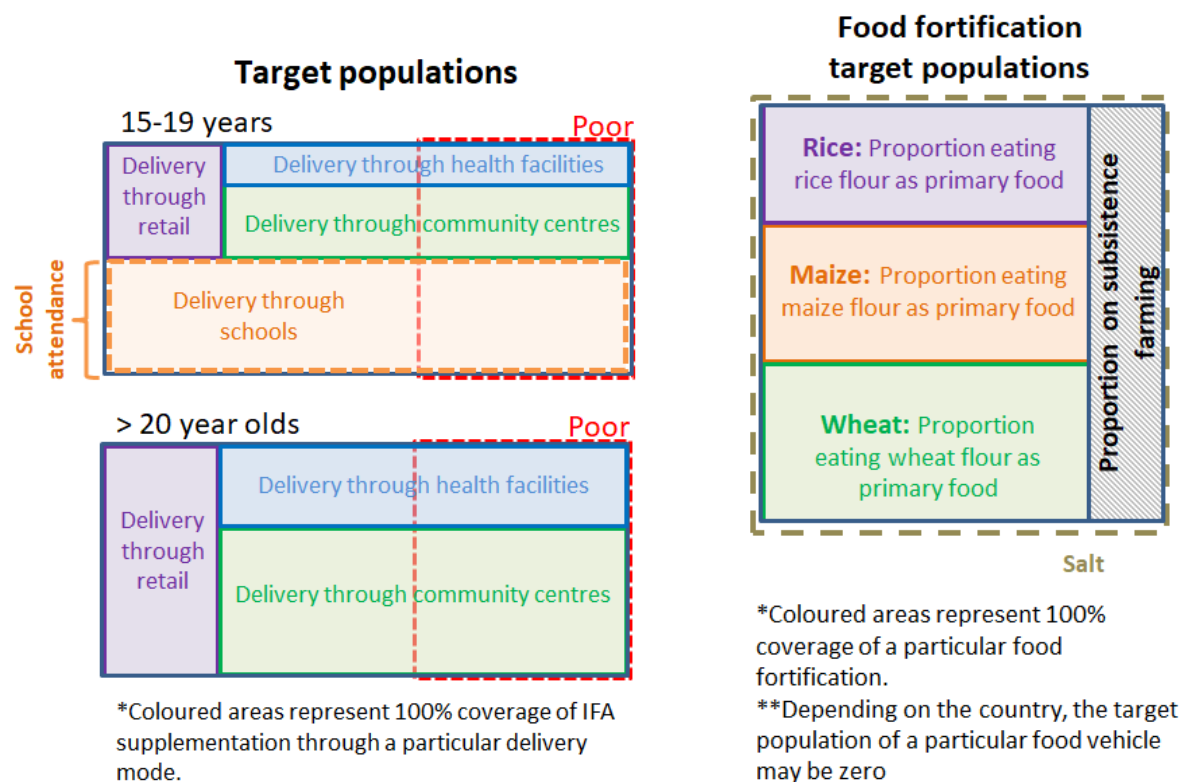 Target populations
15-19 years
Poor
Delivery
through
retail
Delivery through health facilities
Delivery through community centres
School
attendance
Delivery through
schools
> 20 year olds
Poor
Delivery
through
retail
Delivery through health facilities
Delivery through community centres
*Coloured areas represent 100% coverage of IFA
supplementation through a particular delivery
mode.
Food fortification
target populations
Rice: Proportion eating
rice flour as primary food
Maize: Proportion eating
maize flour as primary food
Wheat: Proportion
eating wheat flour as
primary food
Proportion on subsistence
farming
Salt
*Coloured areas represent 100%
coverage of a particular food
fortification.
**Depending on the country, the target
population of a particular food vehicle
may be zero